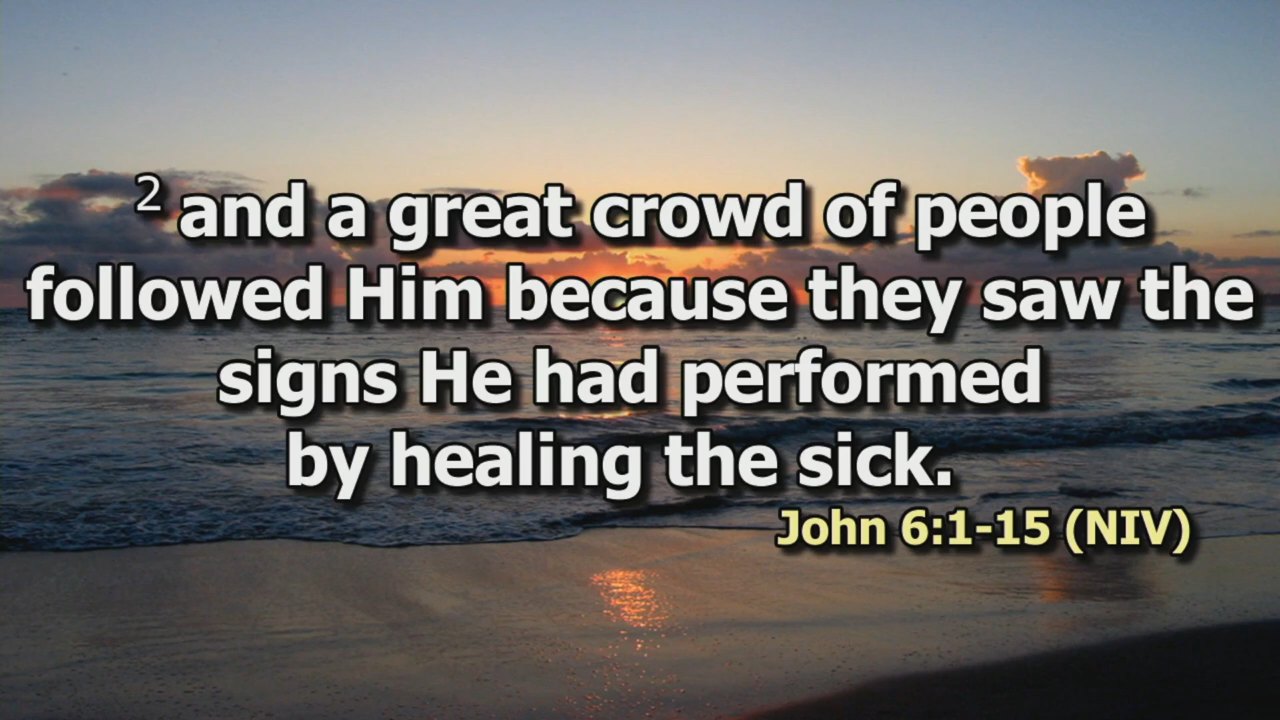 2 and a great crowd of people
followed Him because they saw the
signs He had performed
by healing the sick.
John 6:1-15 (NIV)